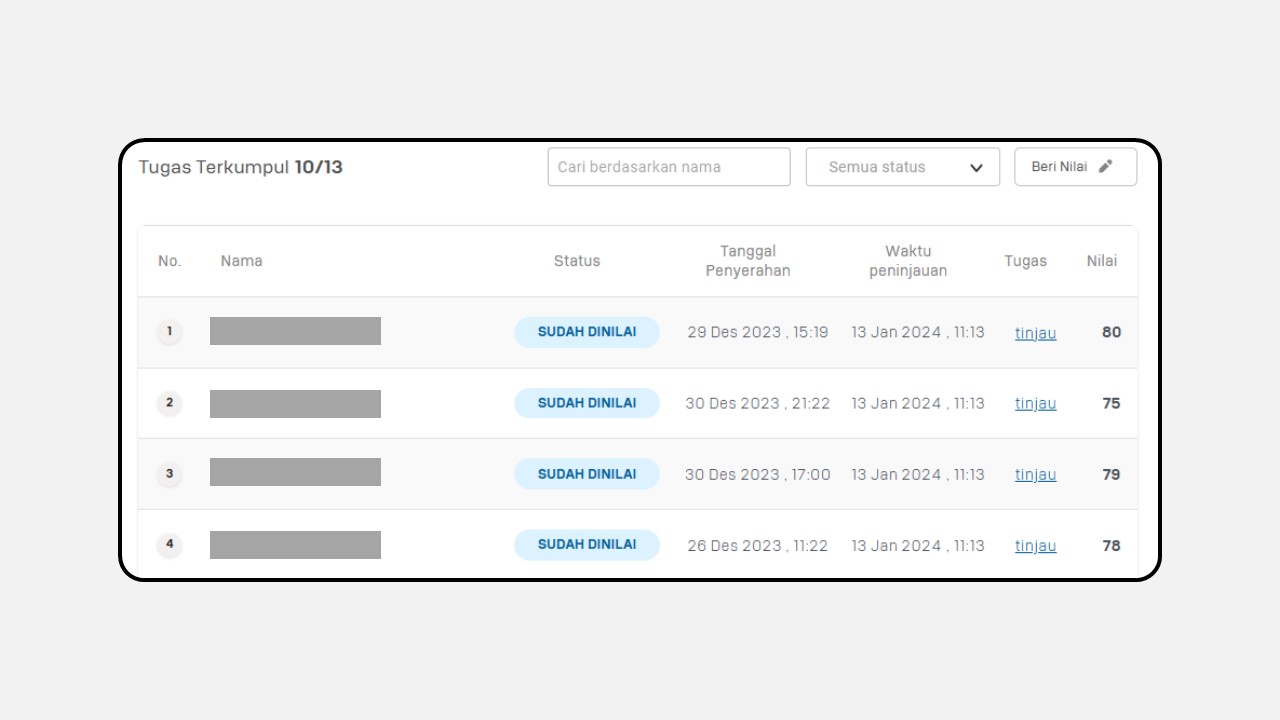 Tugas Terkumpul 10/13 Cari berdasarkan nama Semua status Beri Nilai
No. Nama Status Tanggal Penyerahan Waktu peninjauan Tugas Nilai
1 SUDAH DINILAI 29 Des 2023 , 15:19 13 Jan 2024 , 11:13 tinjau 80
2 SUDAH DINILAI 30 Des 2023 , 21:22 13 Jan 2024 , 11:13 tinjau 75
3 SUDAH DINILAI 30 Des 2023 , 17:00 13 Jan 2024 , 11:13 tinjau 79
4 SUDAH DINILAI 26 Des 2023 , 11:22 13 Jan 2024 , 11:13 tinjau 78